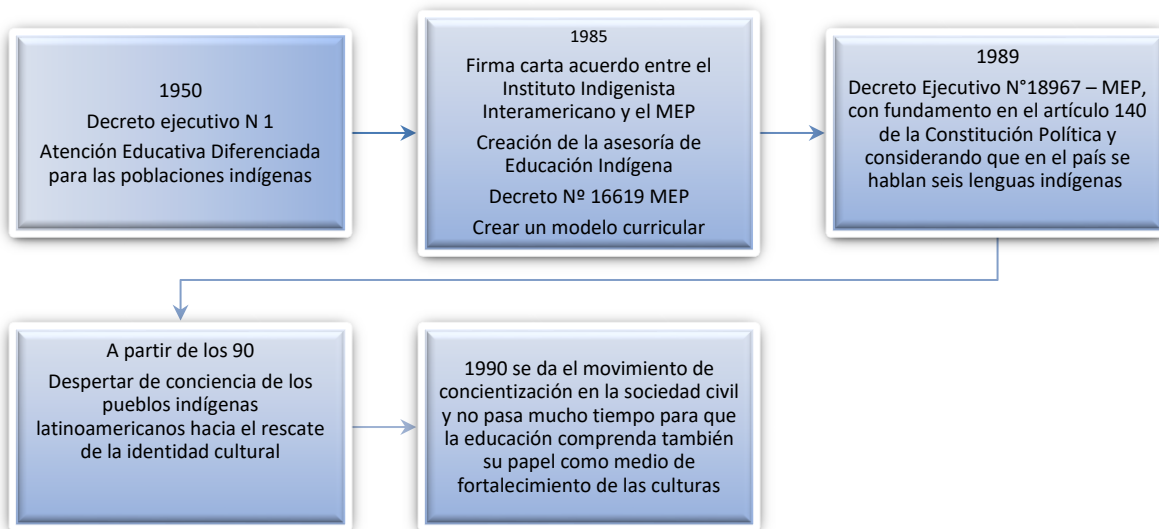 1950
Decreto ejecutivo N 1
Atención Educativa Diferenciada
para las poblaciones indígenas
1985
Firma carta acuerdo entre el
Instituto Indigenista
Interamericano y el MEP
Creación de la asesoría de
Educación Indígena
Decreto Nº 16619 MEP
Crear un modelo curricular
1989
Decreto Ejecutivo N°18967 – MEP,
con fundamento en el artículo 140
de la Constitución Política y
considerando que en el país se
hablan seis lenguas indígenas
A partir de los 90
Despertar de conciencia de los
pueblos indígenas
latinoamericanos hacia el rescate
de la identidad cultural
1990 se da el movimiento de
concientización en la sociedad civil
y no pasa mucho tiempo para que
la educación comprenda también
su papel como medio de
fortalecimiento de las culturas